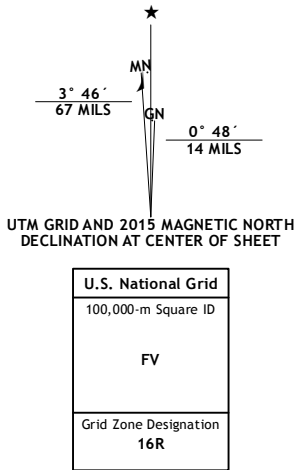 ★
MN
3° 46´
67 MILS
GN
0° 48´
14 MILS
UTM GRID AND 2015 MAGNETIC NORTH
DECLINATION AT CENTER OF SHEET
U.S. National Grid
100,000-m Square ID
FV
Grid Zone Designation
16R